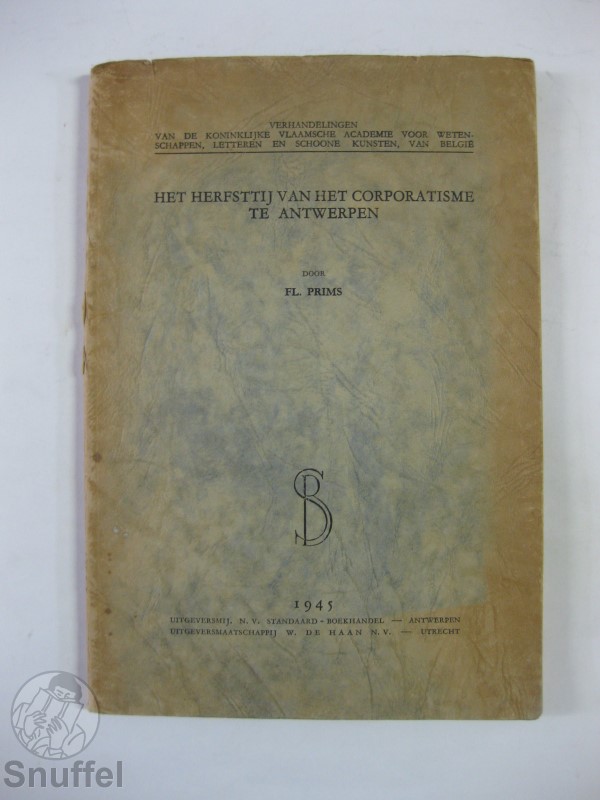 VERHANDELINGEN
VAN DE KONINKLIJKE VLAAMSCHE ACADEMIE VOOR WETEN-
SCHAPPEN, LETTEREN EN SCHOONE KUNSTEN, VAN BELGIË
HET HERFSTTIJ VAN HET CORPORATISME
TE ANTWERPEN
DOOR
FL. PRIMS
SB
1945
UITGEVERSMIJ. N. V. STANDAARD - BOEKHANDEL — ANTWERPEN
UITGEVERSMAATSCHAPPIJ W. DE HAAN N. V. — UTRECHT
Snuffel